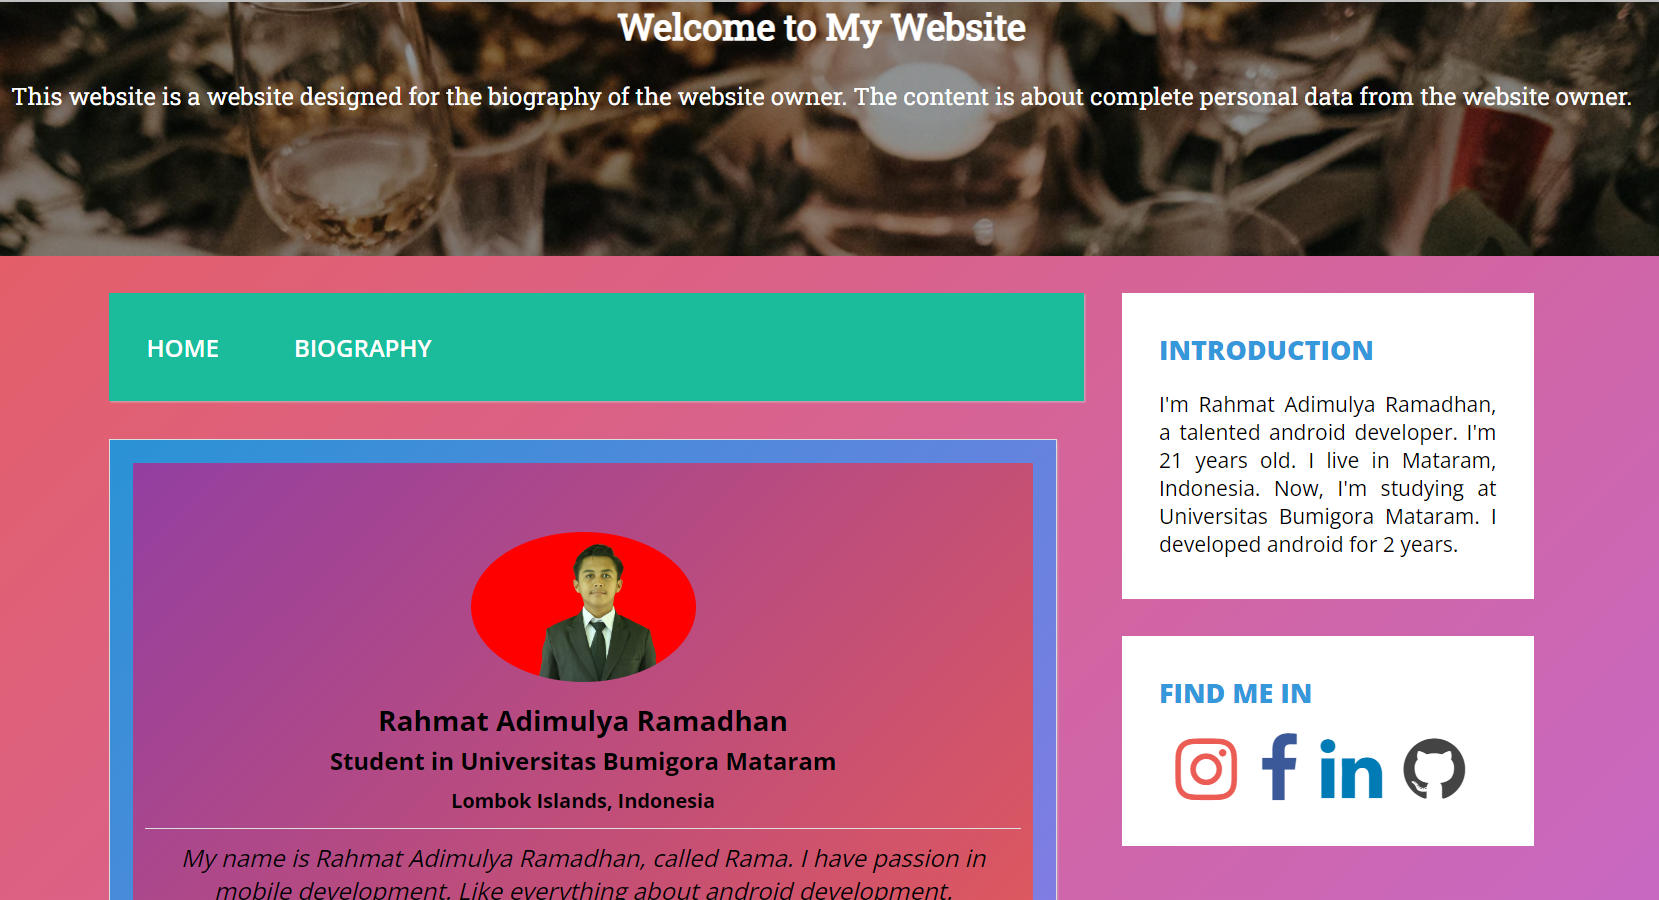 Welcome to My Website
This website is a website designed for the biography of the website owner. The content is about complete personal data from the website owner.
HOME BIOGRAPHY
Rahmat Adimulya Ramadhan
Student in Universitas Bumigora Mataram
Lombok Islands, Indonesia
My name is Rahmat Adimulya Ramadhan, called Rama. I have passion in
mobile development. Like everything about android development.
INTRODUCTION
I'm Rahmat Adimulya Ramadhan,
a talented android developer. I'm
21 years old. I live in Mataram,
Indonesia. Now, I'm studying at
Universitas Bumigora Mataram. I
developed android for 2 years.
FIND ME IN
in